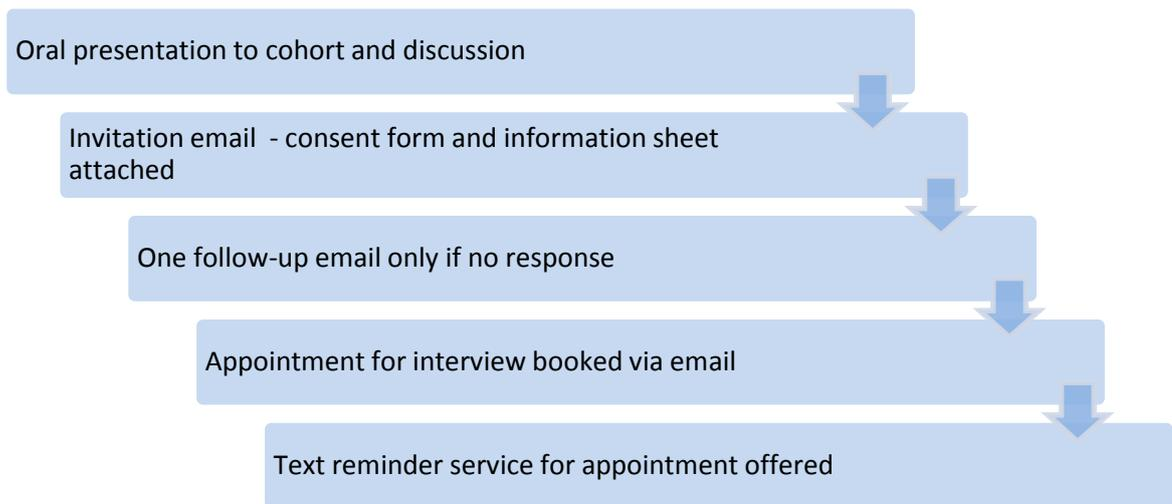 Oral presentation to cohort and discussion
Invitation email  - consent form and information sheet
attached
One follow-up email only if no response
Appointment for interview booked via email
Text reminder service for appointment offered